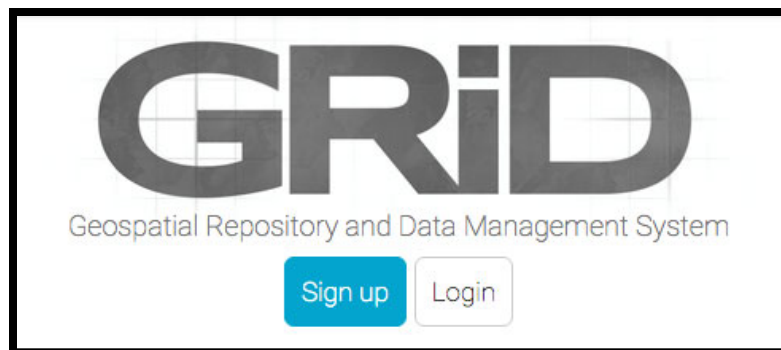 GRiD
Geospatial Repository and Data Management System
Sign up Login